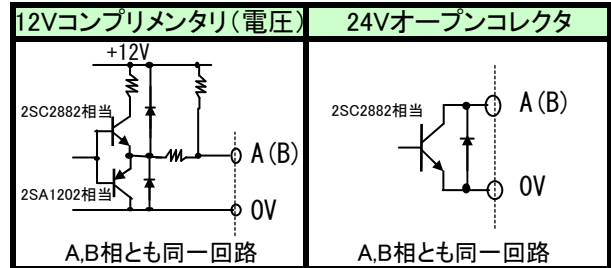 12Vコンプリメンタリ(電圧)
+12V
2SC2882相当
2SA1202相当
A(B)
0V
A,B相とも同一回路
24Vオープンコレクタ
2SC2882相当
A(B)
0V
A,B相とも同一回路